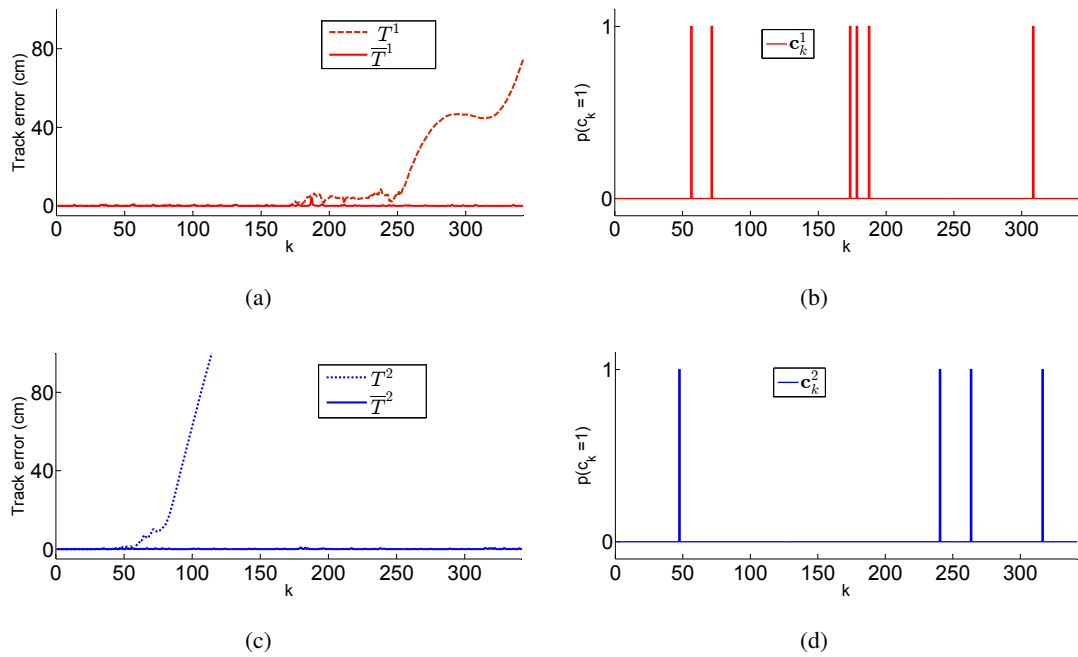 80
40
0
Track error (cm)
T^1
T̅^1
0 50 100 150 200 250 300
k
(a)
1
0
p(c_k =1)
c_k^1
0 50 100 150 200 250 300
k
(b)
80
40
0
Track error (cm)
T^2
T̅^2
0 50 100 150 200 250 300
k
(c)
1
0
p(c_k =1)
c_k^2
0 50 100 150 200 250 300
k
(d)